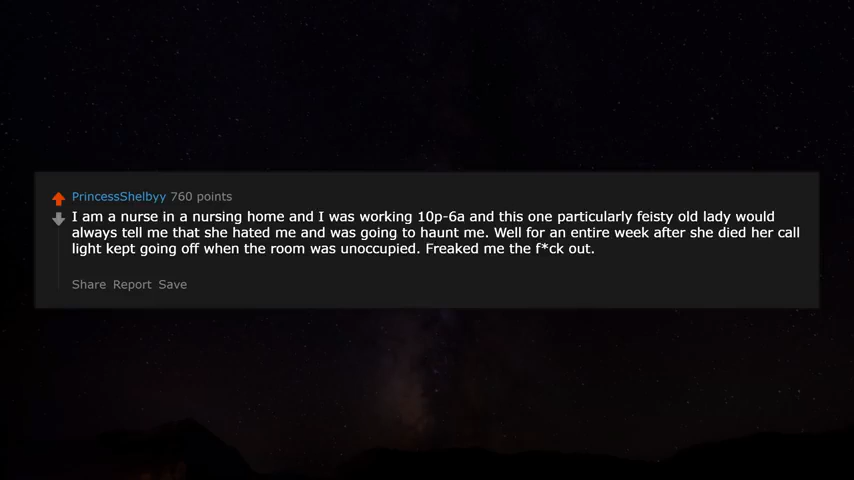 PrincessShelbyy 760 points
I am a nurse in a nursing home and I was working 10p-6a and this one particularly feisty old lady would
always tell me that she hated me and was going to haunt me. Well for an entire week after she died her call
light kept going off when the room was unoccupied. Freaked me the f*ck out.
Share Report Save